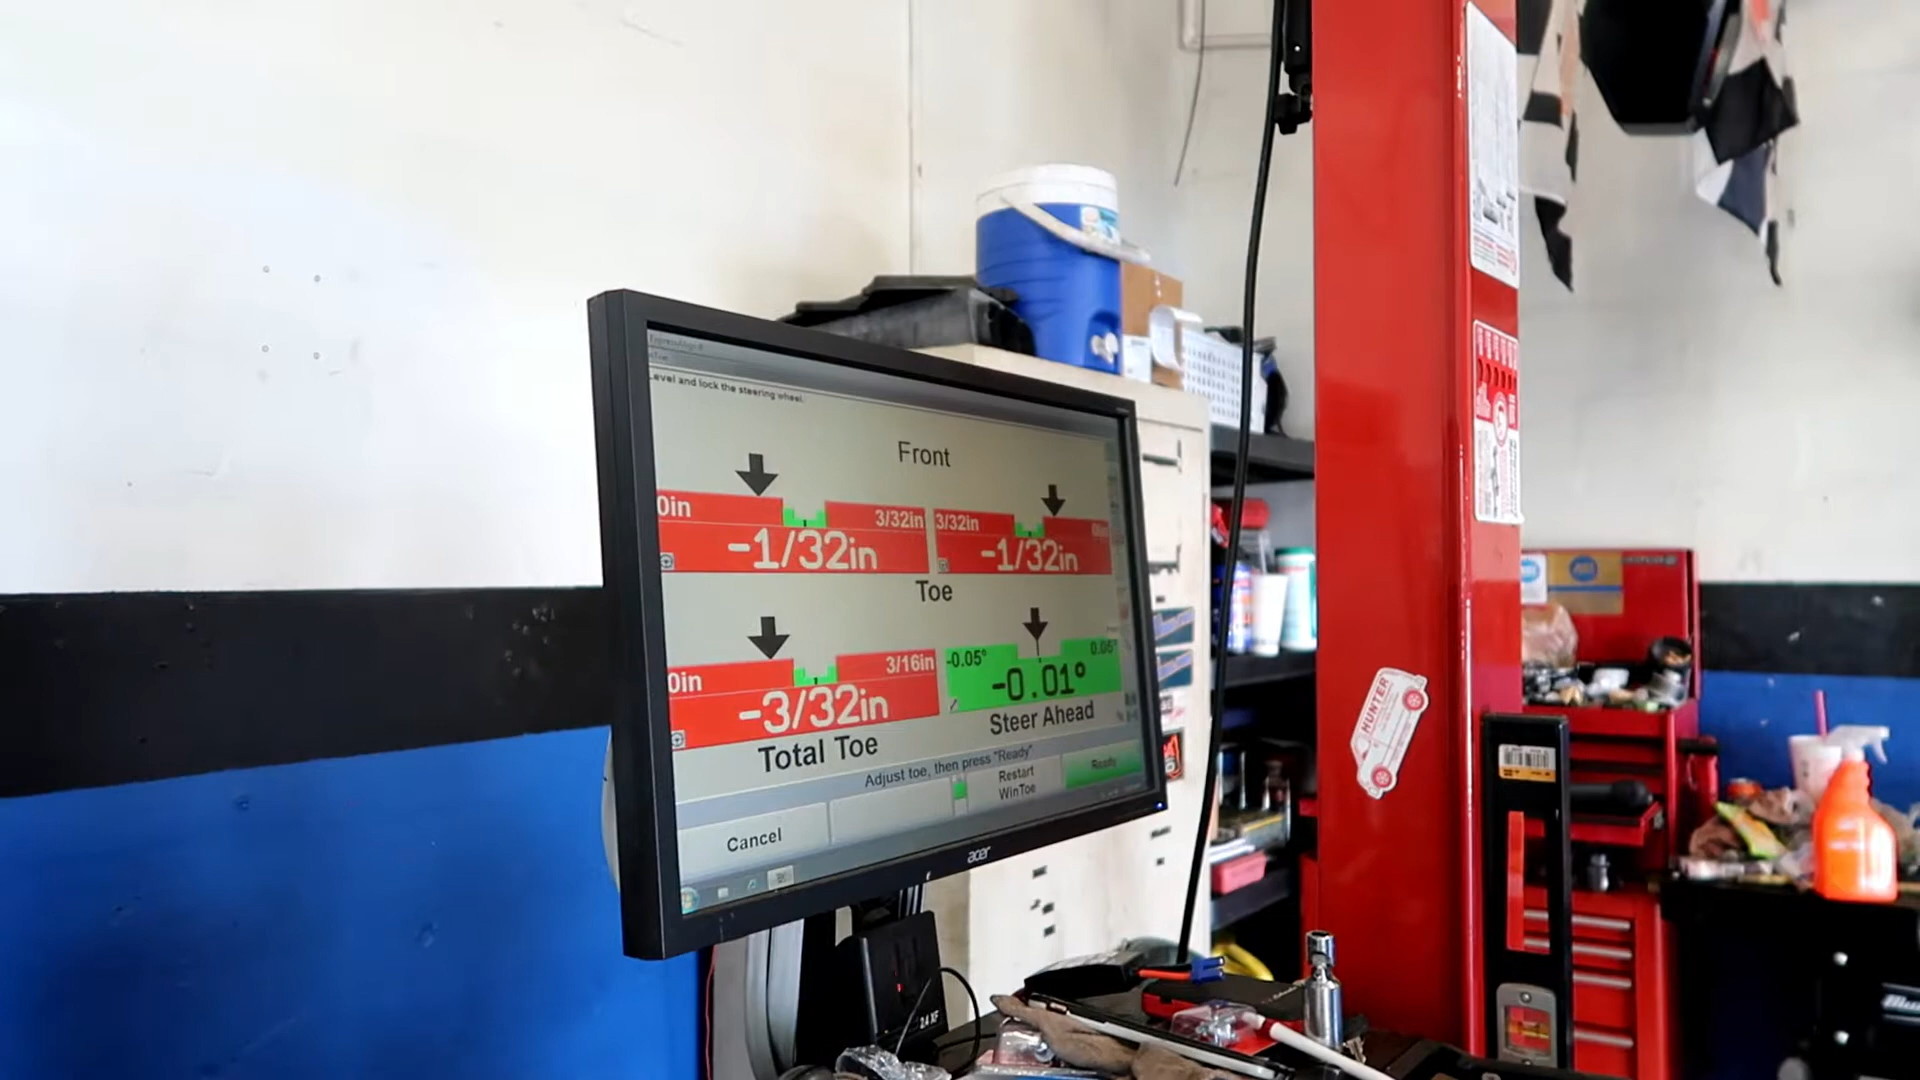 Level and lock the steering wheel.
Front
0in 3/32in
-1/32in
3/32in 0in
-1/32in
Toe
0in 3/16in
-3/32in
Total Toe
-0.05° 0.05°
-0.01°
Steer Ahead
Adjust toe, then press "Ready"
Cancel
Restart
WinToe
Ready
acer
HUNTER